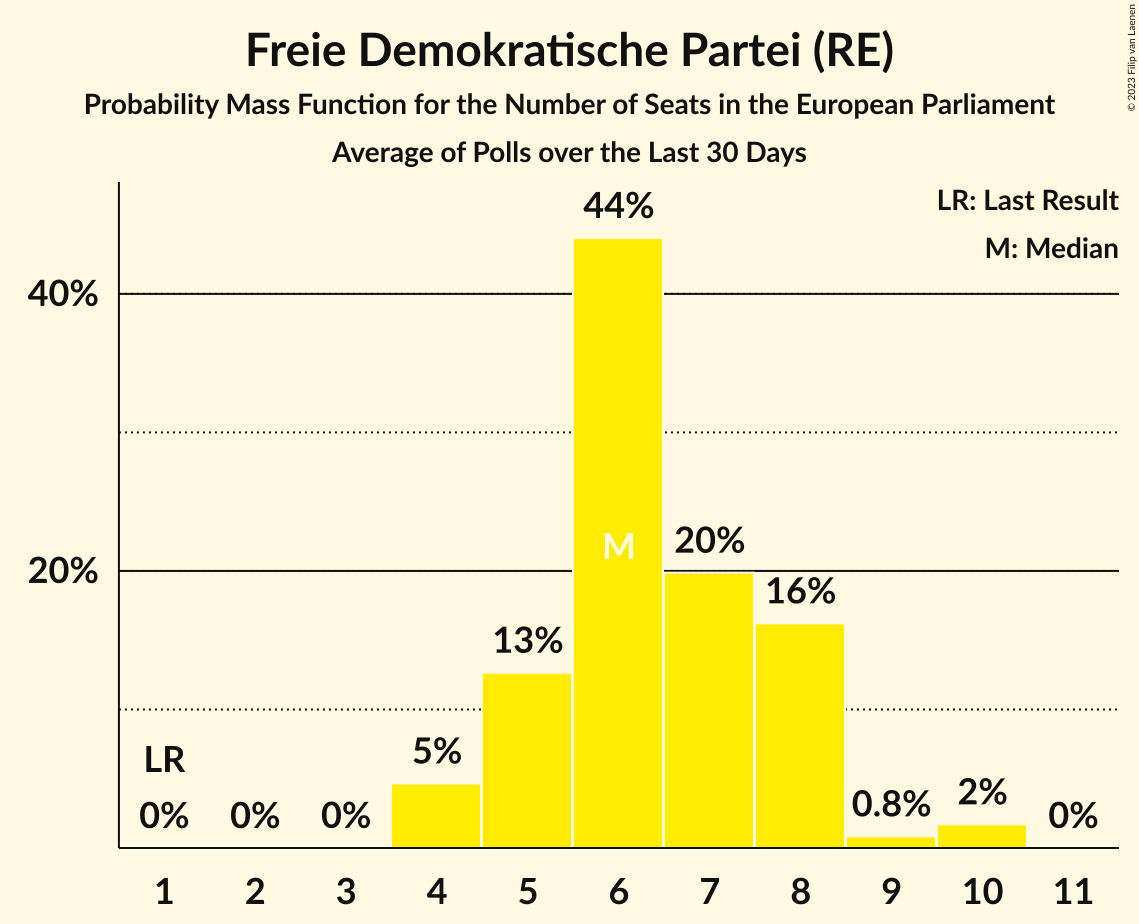 Freie Demokratische Partei (RE)
Probability Mass Function for the Number of Seats in the European Parliament
Average of Polls over the Last 30 Days
© 2023 Filip van Laenen
LR: Last Result
M: Median
44%
40%
M
20%
20%
16%
13%
LR
5%
0%
0%
0%
0.8%
2%
0%
1 2 3 4 5 6 7 8 9 10 11